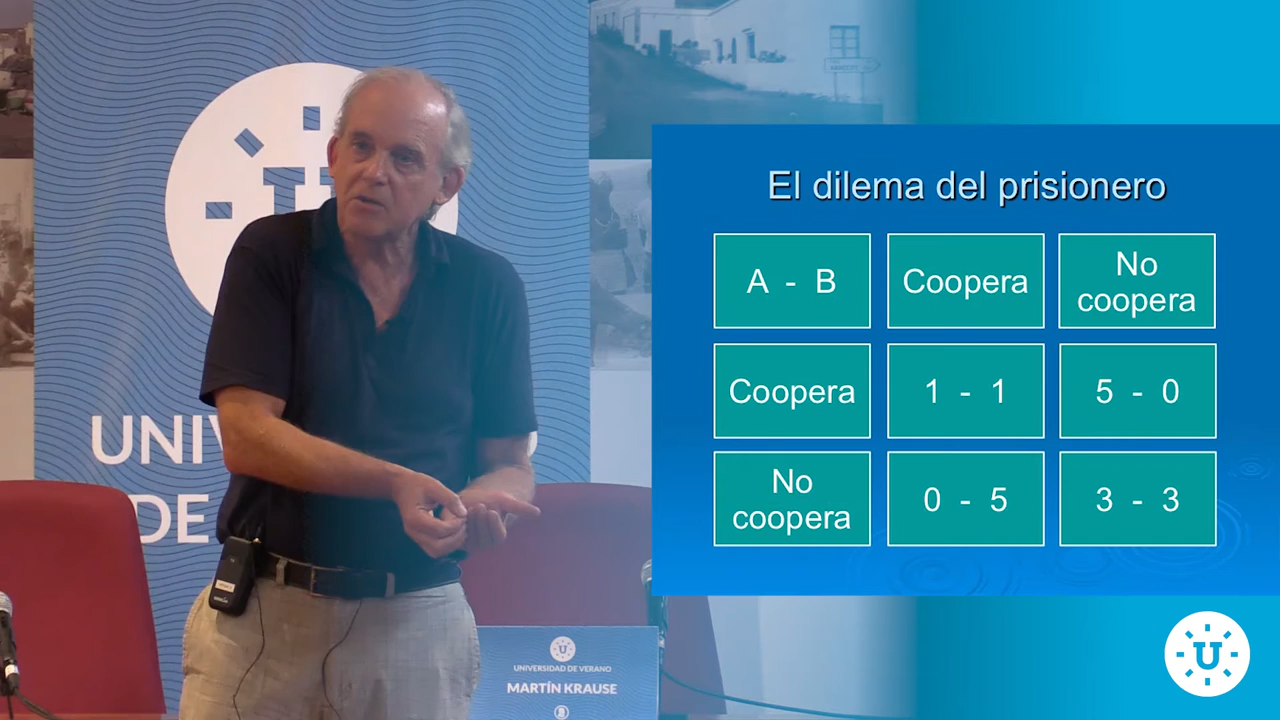 UNI
DE
UNIVERSIDAD DE VERANO
MARTÍN KRAUSE
El dilema del prisionero
A - B
Coopera
No
coopera
Coopera
1 - 1
5 - 0
No
coopera
0 - 5
3 - 3
U